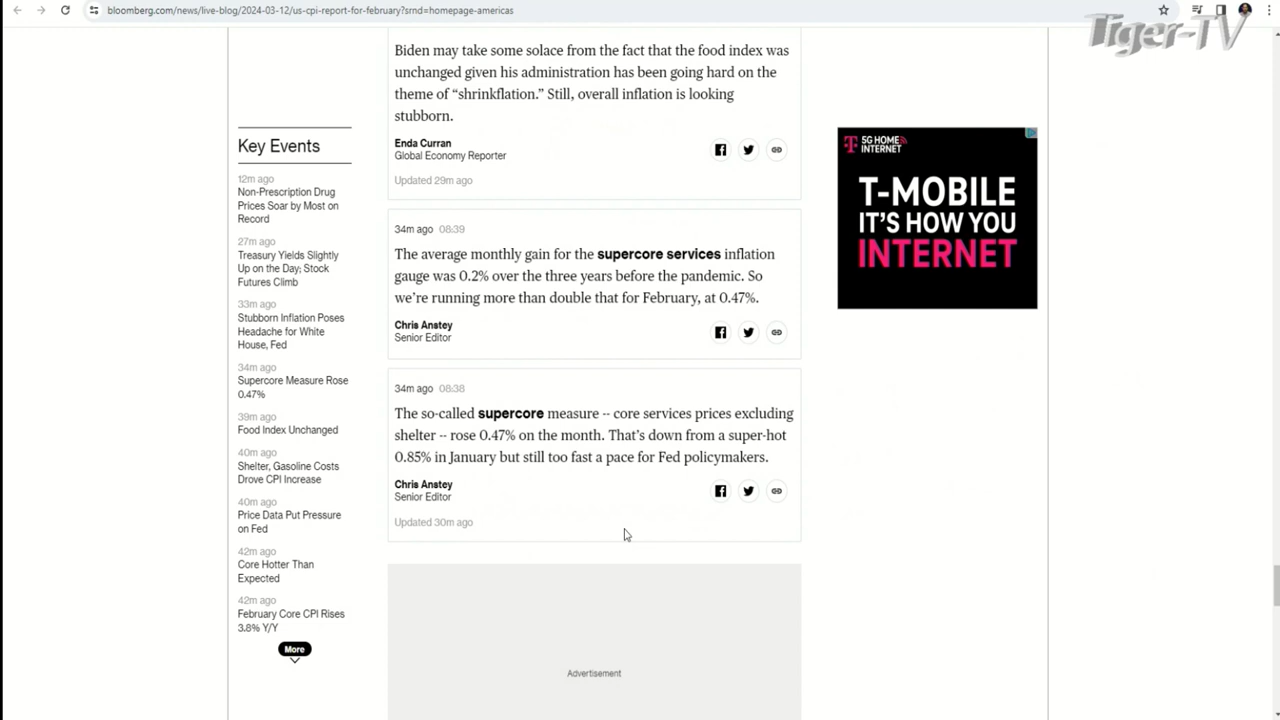 bloomberg.com/news/live-blog/2024-03-12/us-cpi-report-for-february?srnd=homepage-americas
Tiger-TV
Biden may take some solace from the fact that the food index was
unchanged given his administration has been going hard on the
theme of “shrinkflation.” Still, overall inflation is looking
stubborn.
Enda Curran
Global Economy Reporter
Updated 29m ago
Key Events
12m ago
Non-Prescription Drug
Prices Soar by Most on
Record
27m ago
Treasury Yields Slightly
Up on the Day; Stock
Futures Climb
33m ago
Stubborn Inflation Poses
Headache for White
House, Fed
34m ago
Supercore Measure Rose
0.47%
39m ago
Food Index Unchanged
40m ago
Shelter, Gasoline Costs
Drove CPI Increase
40m ago
Price Data Put Pressure
on Fed
42m ago
Core Hotter Than
Expected
42m ago
February Core CPI Rises
3.8% Y/Y
More
34m ago 08:39
The average monthly gain for the supercore services inflation
gauge was 0.2% over the three years before the pandemic. So
we’re running more than double that for February, at 0.47%.
Chris Anstey
Senior Editor
34m ago 08:38
The so-called supercore measure -- core services prices excluding
shelter -- rose 0.47% on the month. That’s down from a super-hot
0.85% in January but still too fast a pace for Fed policymakers.
Chris Anstey
Senior Editor
Updated 30m ago
Advertisement
T 5G HOME
INTERNET
T-MOBILE
IT’S HOW YOU
INTERNET